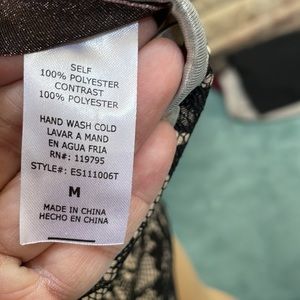 SELF
100% POLYESTER
CONTRAST
100% POLYESTER
HAND WASH COLD
LAVAR A MAND
EN AGUA FRIA
RN#: 119795
STYLE#: ES111006T
M
MADE IN CHINA
HECHO EN CHINA